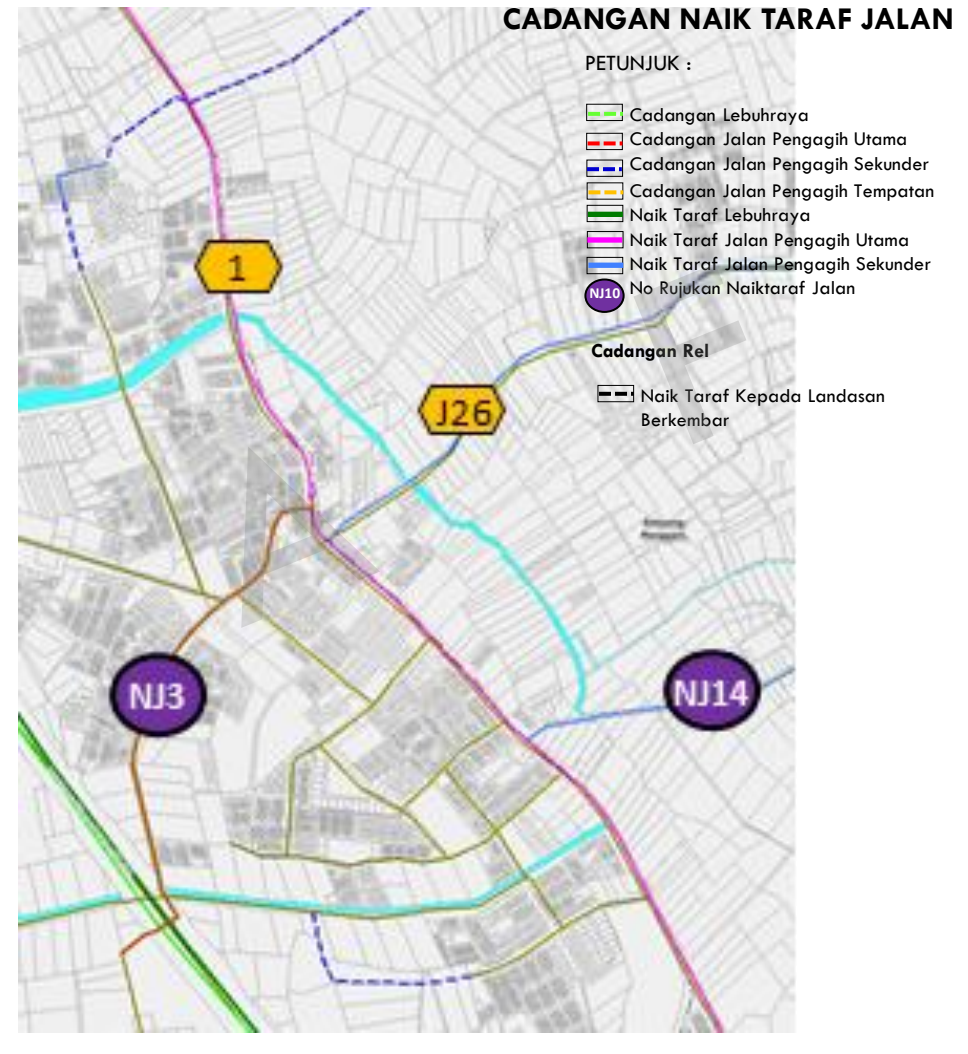 CADANGAN NAIK TARAF JALAN
PETUNJUK :
Cadangan Lebuhraya
Cadangan Jalan Pengagih Utama
Cadangan Jalan Pengagih Sekunder
Cadangan Jalan Pengagih Tempatan
Naik Taraf Lebuhraya
Naik Taraf Jalan Pengagih Utama
Naik Taraf Jalan Pengagih Sekunder
NJ10 No Rujukan Naiktaraf Jalan
Cadangan Rel
Naik Taraf Kepada Landasan
Berkembar
1
J26
NJ3
NJ14